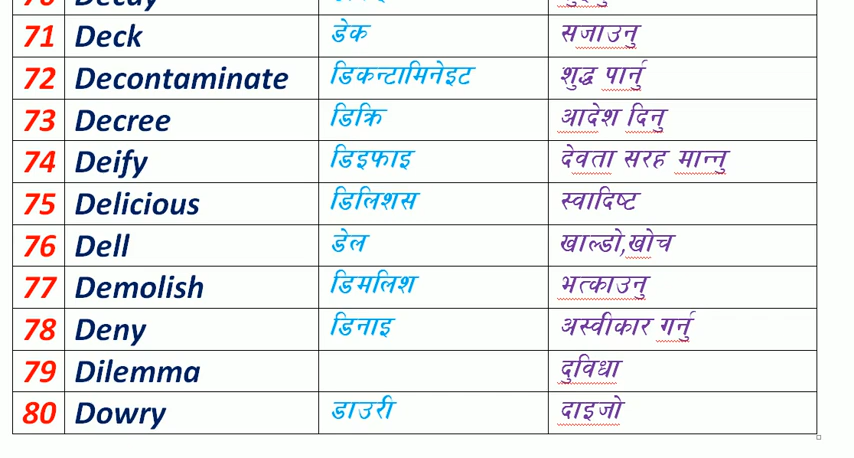 71 Deck डेक सजाउनु
72 Decontaminate डिकन्टामिनेइट शुद्ध पार्नु
73 Decree डिक्रि आदेश दिनु
74 Deify डिइफाइ देवता सरह मान्नु
75 Delicious डिलिशस स्वादिष्ट
76 Dell डेल खाल्डो,खोच
77 Demolish डिमलिश भत्काउनु
78 Deny डिनाइ अस्वीकार गर्नु
79 Dilemma दुविधा
80 Dowry डाउरी दाइजो